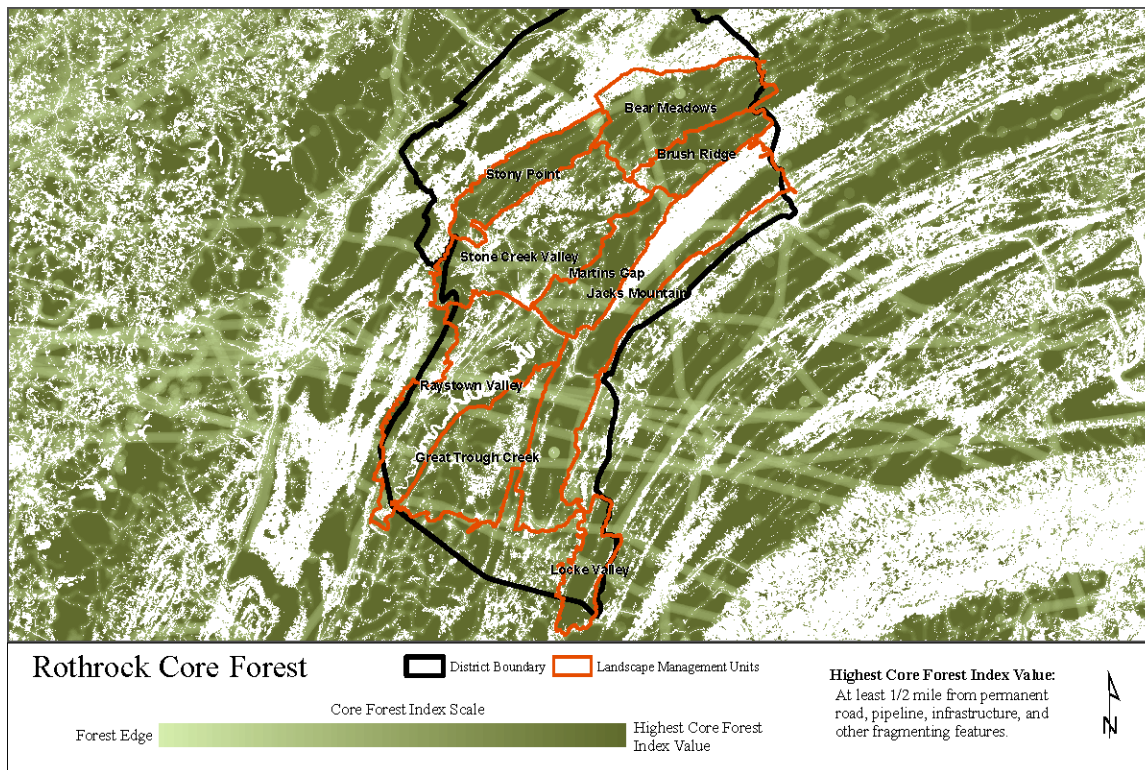 Bear Meadows
Brush Ridge
Stony Point
Stone Creek Valley
Martins Gap
Jacks Mountain
Raystown Valley
Great Trough Creek
Locke Valley
Rothrock Core Forest
District Boundary
Landscape Management Units
Core Forest Index Scale
Forest Edge
Highest Core Forest
Index Value
Highest Core Forest Index Value:
At least 1/2 mile from permanent
road, pipeline, infrastructure, and
other fragmenting features.
N